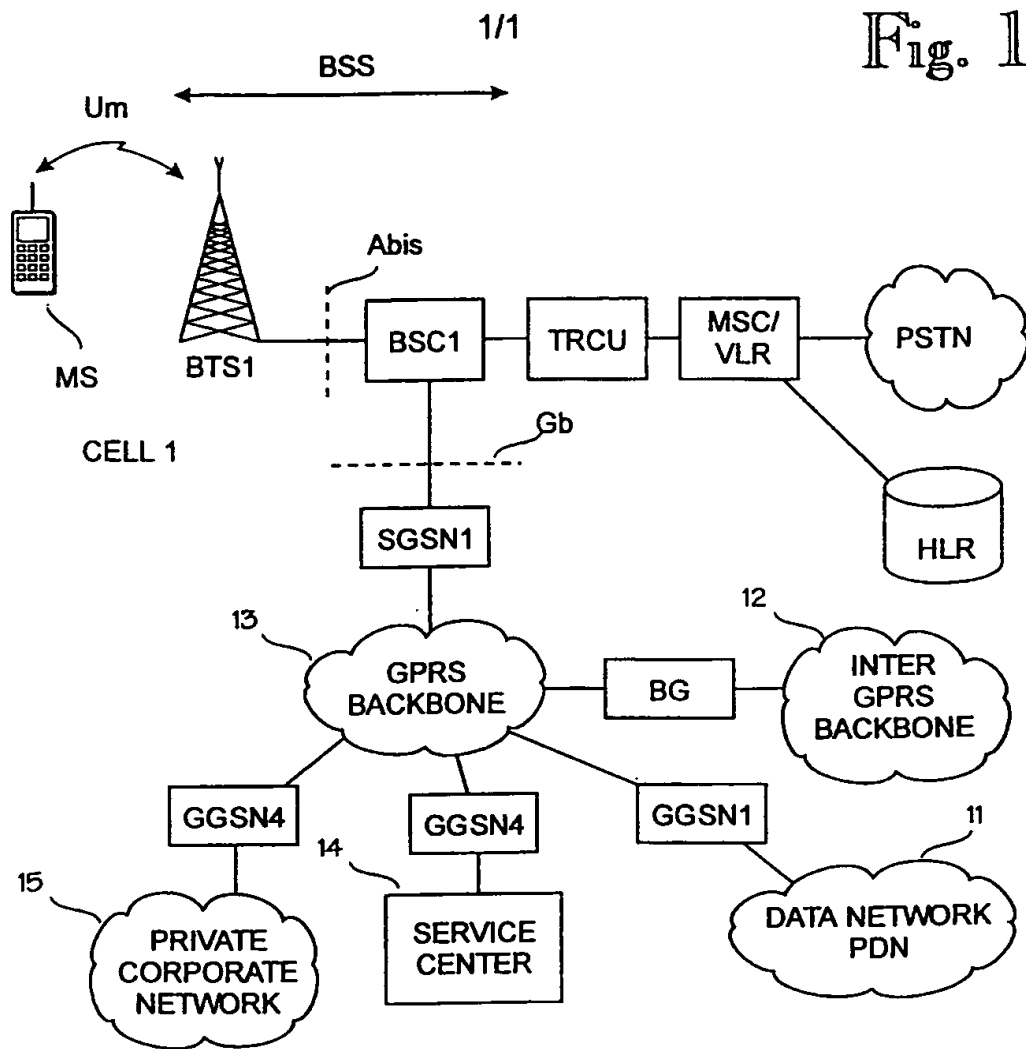 1/1
Fig. 1
BSS
Um
Abis
MS
BTS1
BSC1
TRCU
MSC/
VLR
PSTN
CELL 1
Gb
SGSN1
HLR
13
GPRS
BACKBONE
BG
12
INTER
GPRS
BACKBONE
GGSN4
GGSN4
GGSN1
11
15
14
PRIVATE
CORPORATE
NETWORK
SERVICE
CENTER
DATA NETWORK
PDN